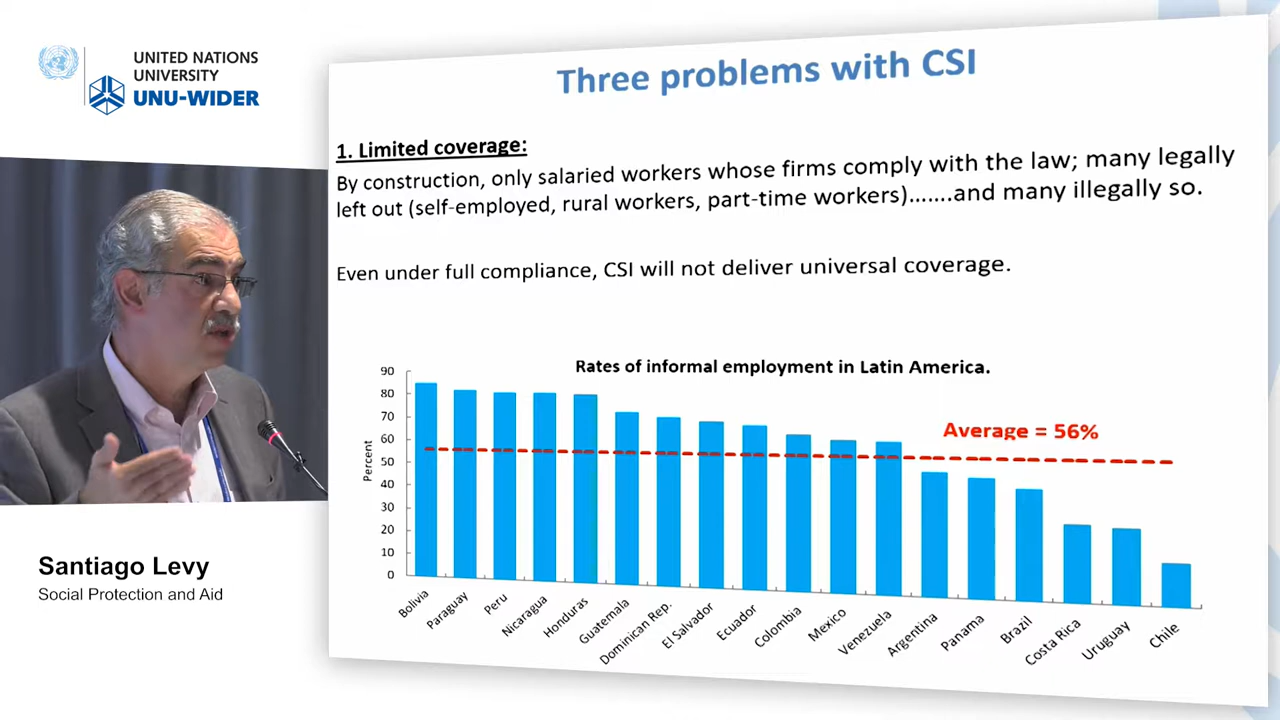 UNITED NATIONS
UNIVERSITY
UNU-WIDER
Three problems with CSI
1. Limited coverage:
By construction, only salaried workers whose firms comply with the law; many legally
left out (self-employed, rural workers, part-time workers).......and many illegally so.
Even under full compliance, CSI will not deliver universal coverage.
Rates of informal employment in Latin America.
Average = 56%
Percent
90
80
70
60
50
40
30
20
10
0
Bolivia
Paraguay
Peru
Nicaragua
Honduras
Guatemala
Dominican Rep.
El Salvador
Ecuador
Colombia
Mexico
Venezuela
Argentina
Panama
Brazil
Costa Rica
Uruguay
Chile
Santiago Levy
Social Protection and Aid